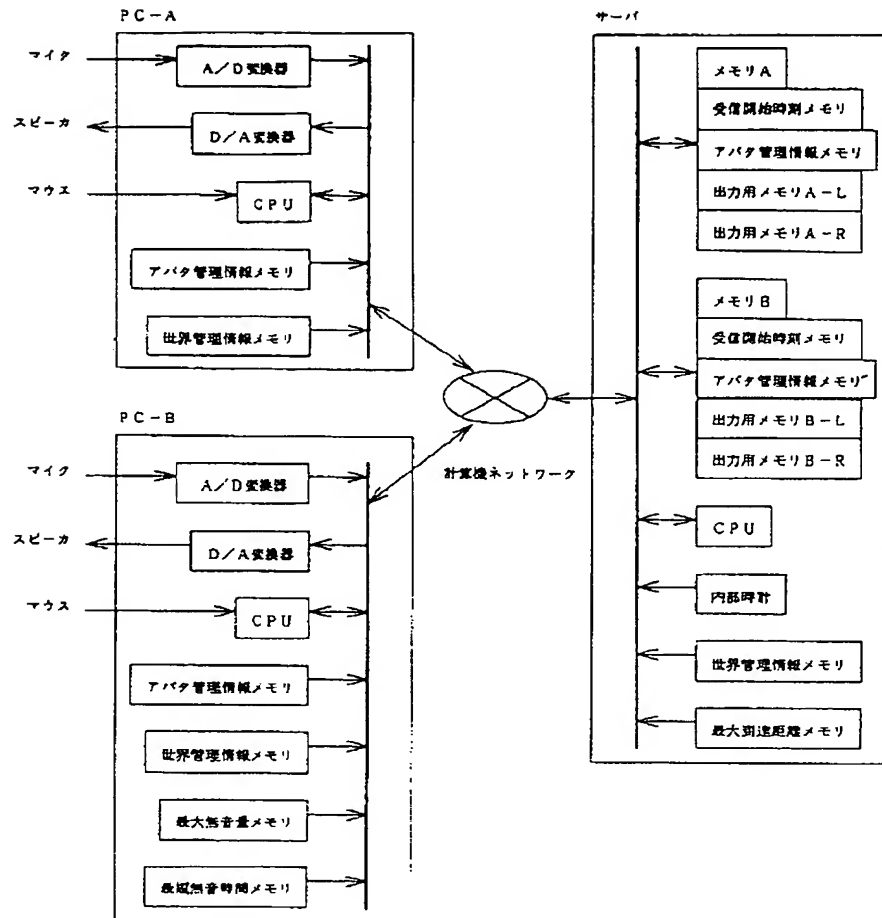 PC-A
マイク
A/D変換器
スピーカ
D/A変換器
マウス
CPU
アバタ管理情報メモリ
世界管理情報メモリ
PC-B
マイク
A/D変換器
スピーカ
D/A変換器
マウス
CPU
アバタ管理情報メモリ
世界管理情報メモリ
最大無音量メモリ
最短無音時間メモリ
計算機ネットワーク
サーバ
メモリA
受信開始時刻メモリ
アバタ管理情報メモリ
出力用メモリA-L
出力用メモリA-R
メモリB
受信開始時刻メモリ
アバタ管理情報メモリ
出力用メモリB-L
出力用メモリB-R
CPU
内部時計
世界管理情報メモリ
最大到達距離メモリ